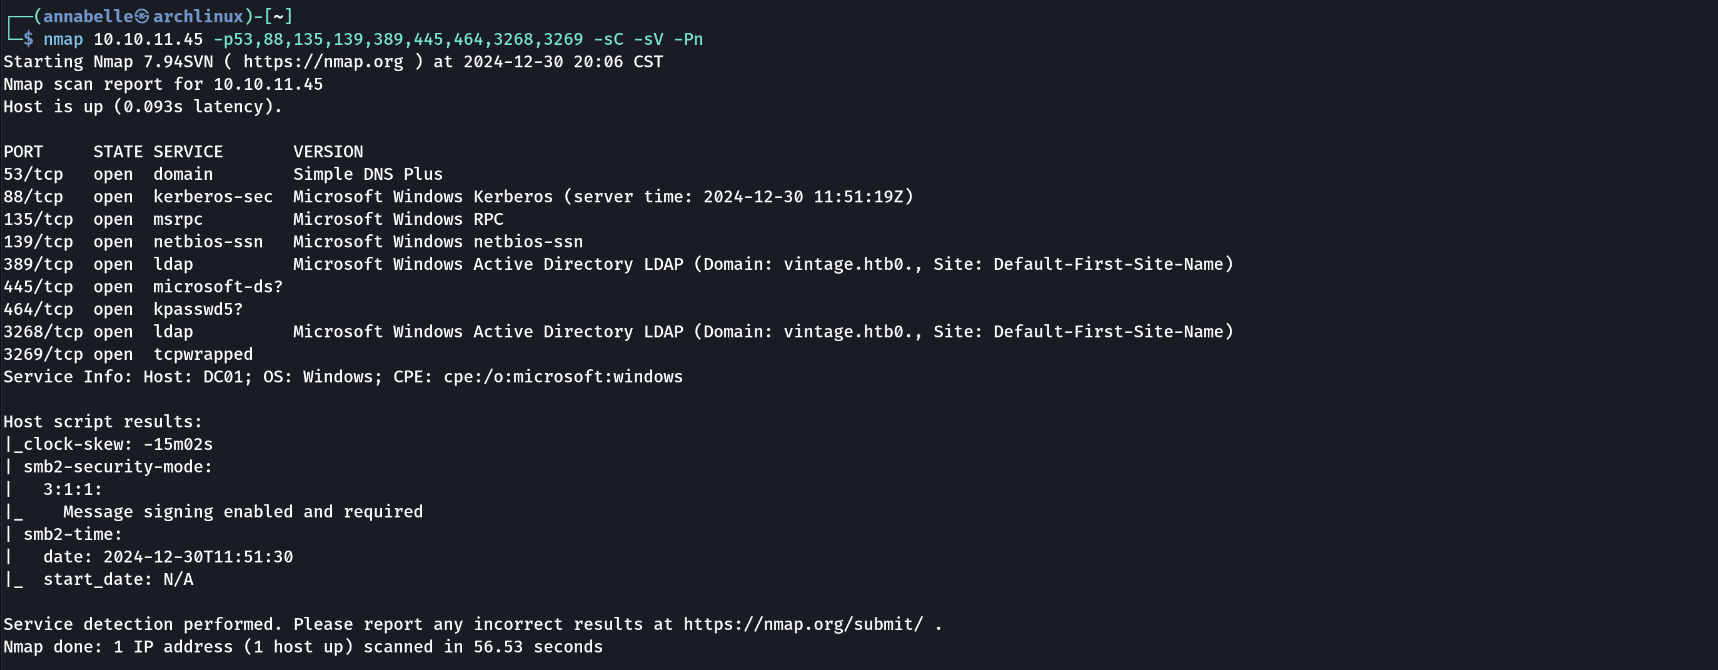 ┌──(annabelle㉿archlinux)-[~]
└─$ nmap 10.10.11.45 -p53,88,135,139,389,445,464,3268,3269 -sC -sV -Pn
Starting Nmap 7.94SVN ( https://nmap.org ) at 2024-12-30 20:06 CST
Nmap scan report for 10.10.11.45
Host is up (0.093s latency).

PORT     STATE SERVICE       VERSION
53/tcp   open  domain        Simple DNS Plus
88/tcp   open  kerberos-sec  Microsoft Windows Kerberos (server time: 2024-12-30 11:51:19Z)
135/tcp  open  msrpc         Microsoft Windows RPC
139/tcp  open  netbios-ssn   Microsoft Windows netbios-ssn
389/tcp  open  ldap          Microsoft Windows Active Directory LDAP (Domain: vintage.htb0., Site: Default-First-Site-Name)
445/tcp  open  microsoft-ds?
464/tcp  open  kpasswd5?
3268/tcp open  ldap          Microsoft Windows Active Directory LDAP (Domain: vintage.htb0., Site: Default-First-Site-Name)
3269/tcp open  tcpwrapped
Service Info: Host: DC01; OS: Windows; CPE: cpe:/o:microsoft:windows

Host script results:
|_clock-skew: -15m02s
| smb2-security-mode:
|   3:1:1:
|_    Message signing enabled and required
| smb2-time:
|   date: 2024-12-30T11:51:30
|_  start_date: N/A

Service detection performed. Please report any incorrect results at https://nmap.org/submit/ .
Nmap done: 1 IP address (1 host up) scanned in 56.53 seconds